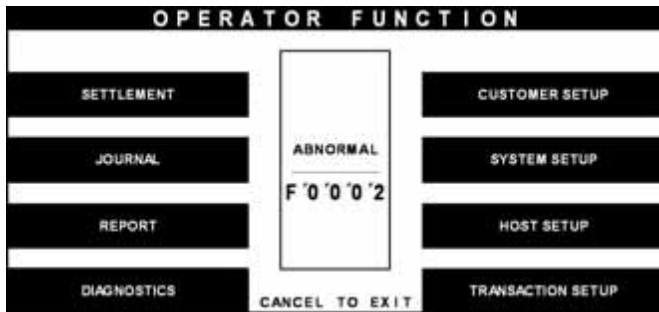 OPERATOR FUNCTION
SETTLEMENT
JOURNAL
REPORT
DIAGNOSTICS
ABNORMAL
F´0´0´0´2
CANCEL TO EXIT
CUSTOMER SETUP
SYSTEM SETUP
HOST SETUP
TRANSACTION SETUP